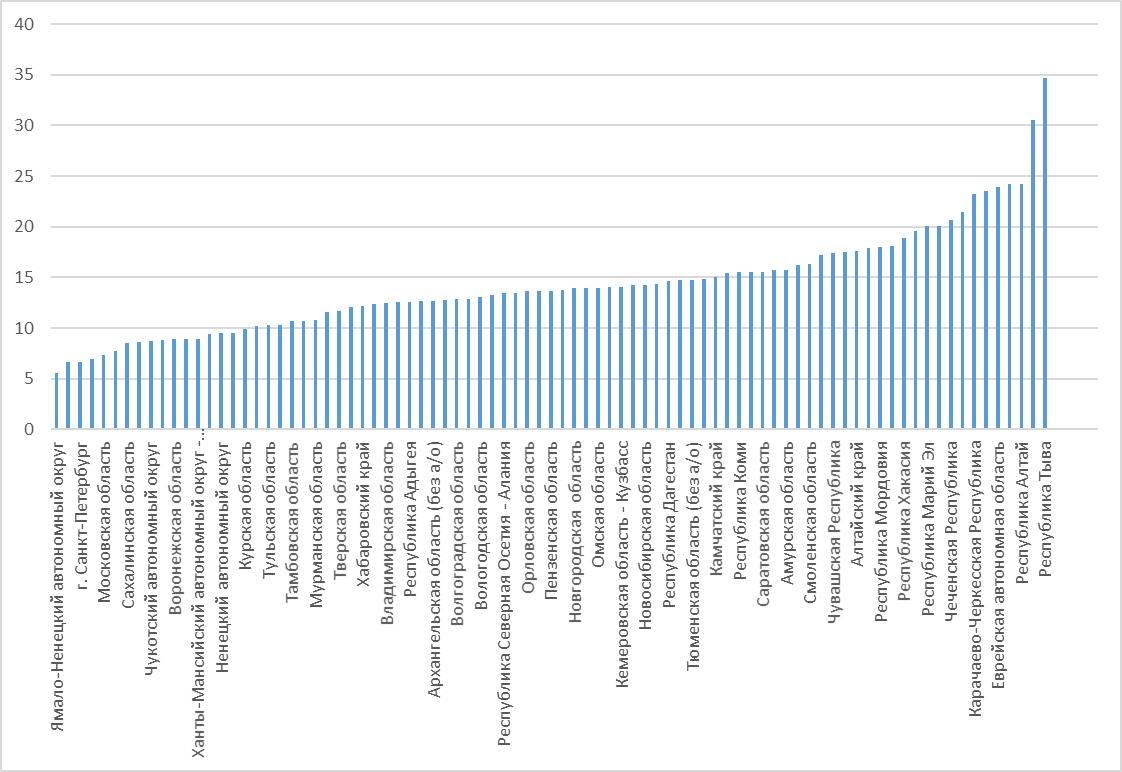 40
35
30
25
20
15
10
5
0
Ямало-Ненецкий автономный округ
г. Санкт-Петербург
Московская область
Сахалинская область
Чукотский автономный округ
Воронежская область
Ханты-Мансийский автономный округ -...
Ненецкий автономный округ
Курская область
Тульская область
Тамбовская область
Мурманская область
Тверская область
Хабаровский край
Владимирская область
Республика Адыгея
Архангельская область (без а/о)
Волгоградская область
Вологодская область
Республика Северная Осетия - Алания
Орловская область
Пензенская область
Новгородская  область
Омская область
Кемеровская область - Кузбасс
Новосибирская область
Республика Дагестан
Тюменская область (без а/о)
Камчатский край
Республика Коми
Саратовская область
Амурская область
Смоленская область
Чувашская Республика
Алтайский край
Республика Мордовия
Республика Хакасия
Республика Марий Эл
Чеченская Республика
Карачаево-Черкесская Республика
Еврейская автономная область
Республика Алтай
Республика Тыва